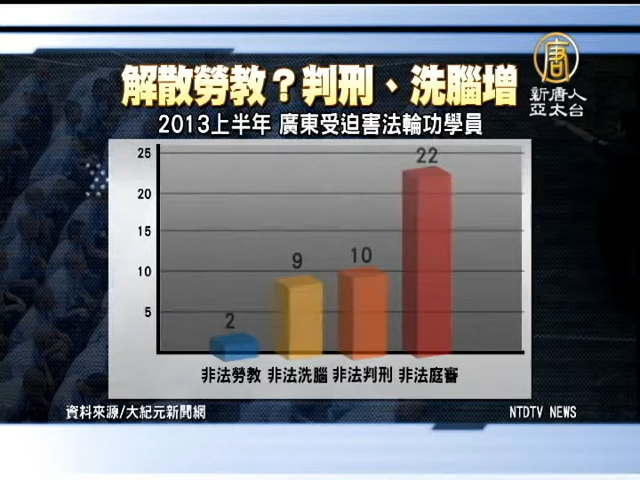 解散勞教？判刑、洗腦增
唐
新唐人
亞太台
2013上半年 廣東受迫害法輪功學員
25
20
15
10
5
2
9
10
22
非法勞教 非法洗腦 非法判刑 非法庭審
資料來源/大紀元新聞網
NTDTV NEWS